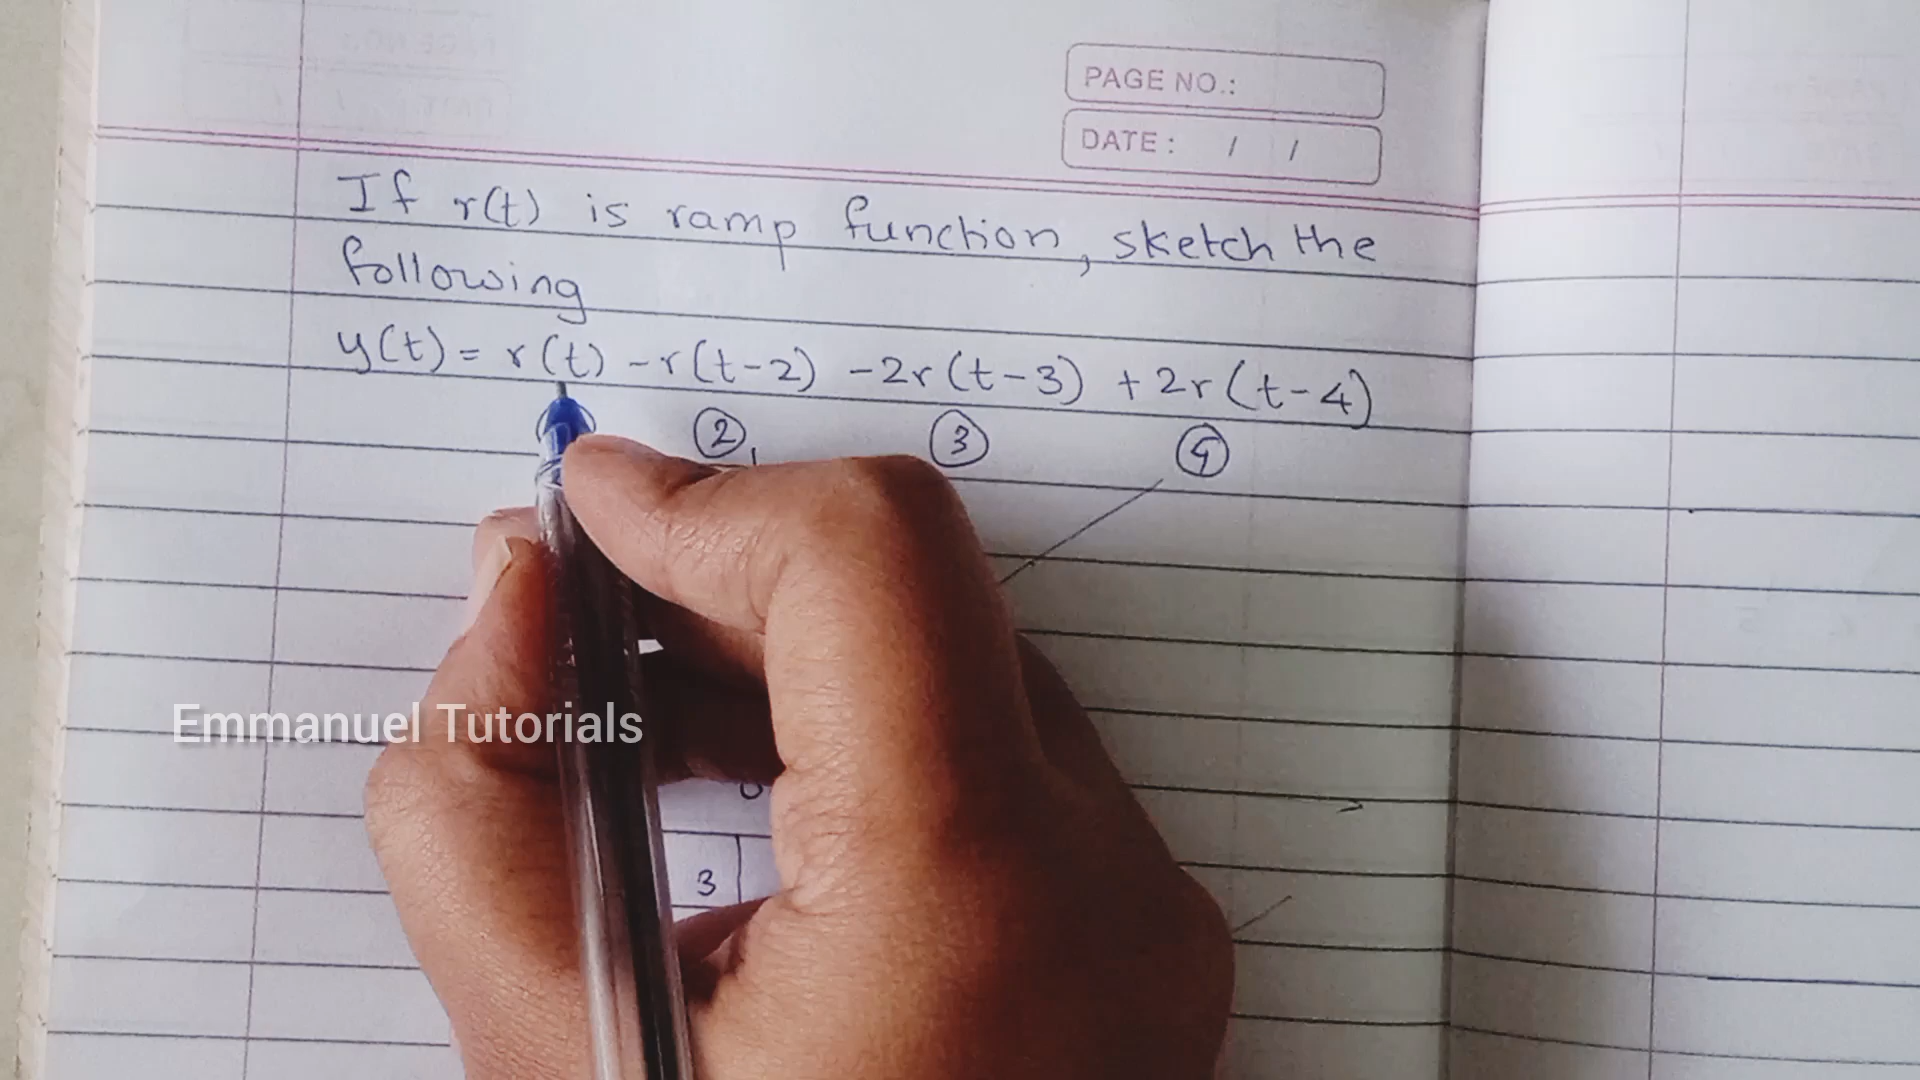 PAGE NO.:
DATE: / /
If r(t) is ramp function, sketch the
following
y(t) = r(t) - r(t-2) - 2r(t-3) + 2r(t-4)
② ③ ④
Emmanuel Tutorials
3